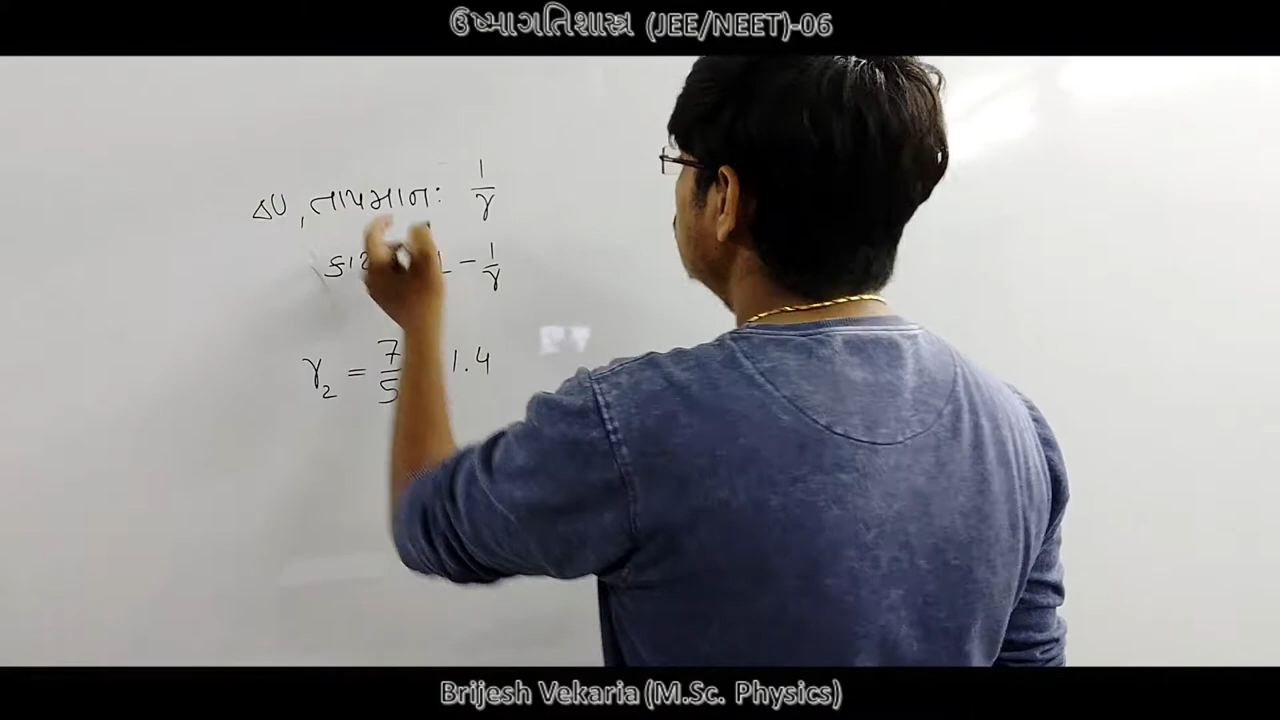 ઉષ્માગતિશાસ્ત્ર (JEE/NEET)-06
ΔU, તાપમાન: 1/γ
1 - 1/γ
γ₂ = 7/5 1.4
Brijesh Vekaria (M.Sc. Physics)